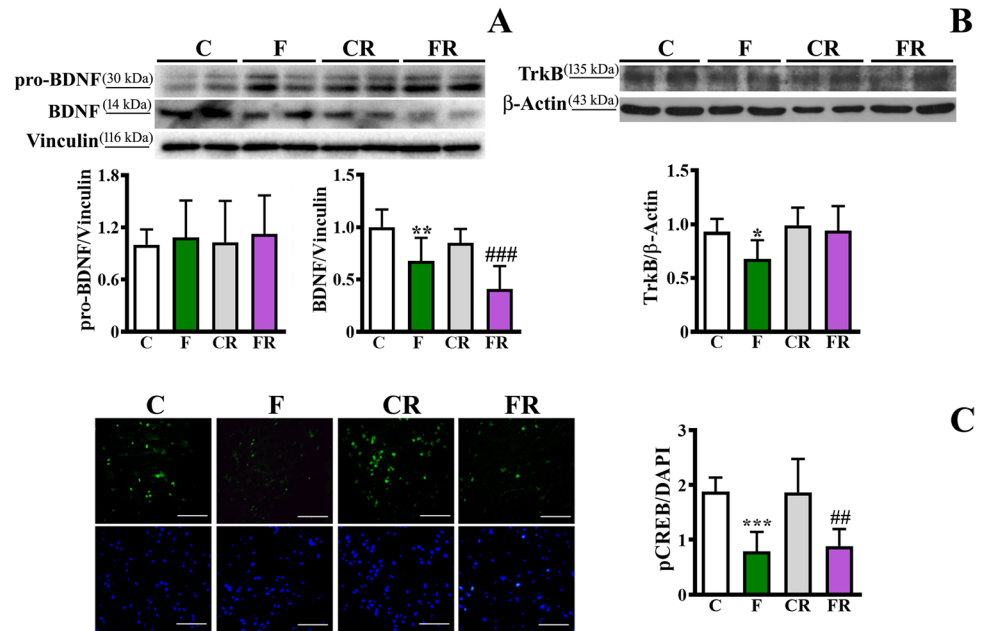 A
C F CR FR
pro-BDNF(30 kDa)
BDNF(14 kDa)
Vinculin(116 kDa)
pro-BDNF/Vinculin
1.8
1.2
0.6
0
C F CR FR
BDNF/Vinculin
1.5
1.0
0.5
0
**
###
C F CR FR
B
C F CR FR
TrkB(135 kDa)
β-Actin(43 kDa)
TrkB/β-Actin
1.5
1.0
0.5
0.0
*
C F CR FR
C F CR FR
C
pCREB/DAPI
3
2
1
0
***
##
C F CR FR